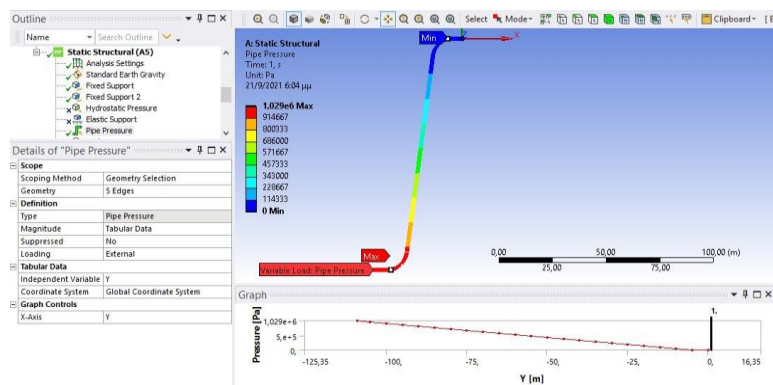 Outline
Name
Search Outline
Static Structural (A5)
Analysis Settings
Standard Earth Gravity
Fixed Support
Fixed Support 2
Hydrostatic Pressure
Elastic Support
Pipe Pressure
Details of "Pipe Pressure"
Scope
Scoping Method Geometry Selection
Geometry 5 Edges
Definition
Type Pipe Pressure
Magnitude Tabular Data
Suppressed No
Loading External
Tabular Data
Independent Variable Y
Coordinate System Global Coordinate System
Graph Controls
X-Axis Y
Select Mode Clipboard [ E
A: Static Structural
Pipe Pressure
Time: 1, s
Unit: Pa
21/9/2021 6:04 μμ
1,029e6 Max
914667
800333
686000
571667
457333
343000
228667
114333
0 Min
Min
X
Max
Variable Load: Pipe Pressure
0,00 50,00 100,00 (m)
25,00 75,00
Graph
Pressure [Pa]
1,029e+6
5,e+5
0,
1,
-125,35 -100, -75, -50, -25, 0, 16,35
Y [m]